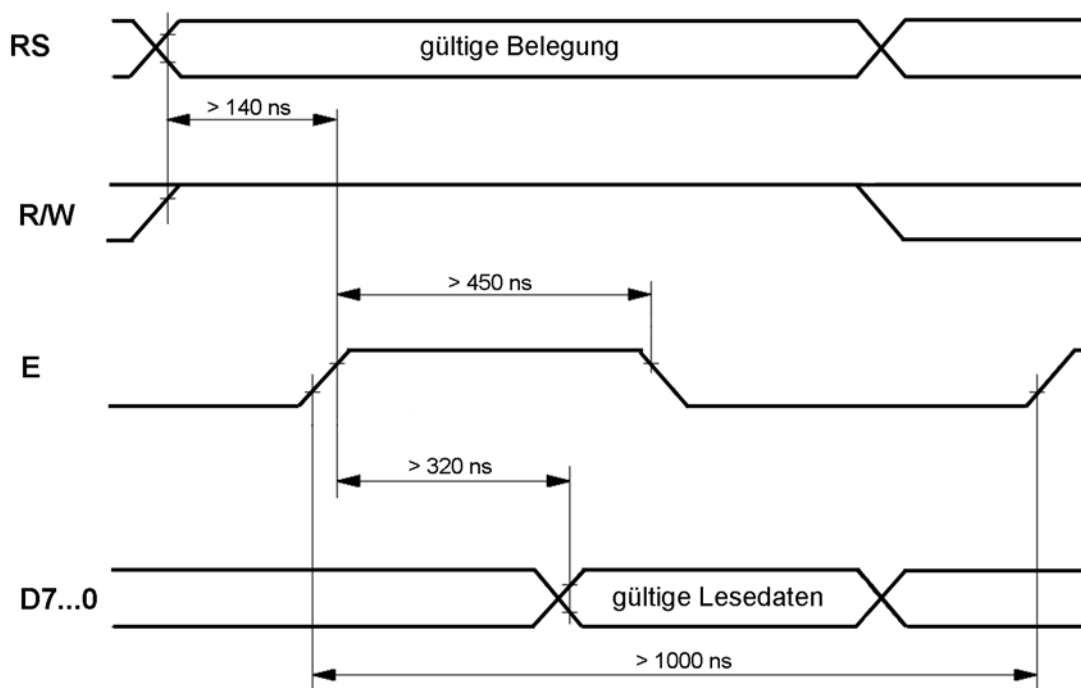 RS
gültige Belegung
> 140 ns
R/W
> 450 ns
E
> 320 ns
D7...0
gültige Lesedaten
> 1000 ns